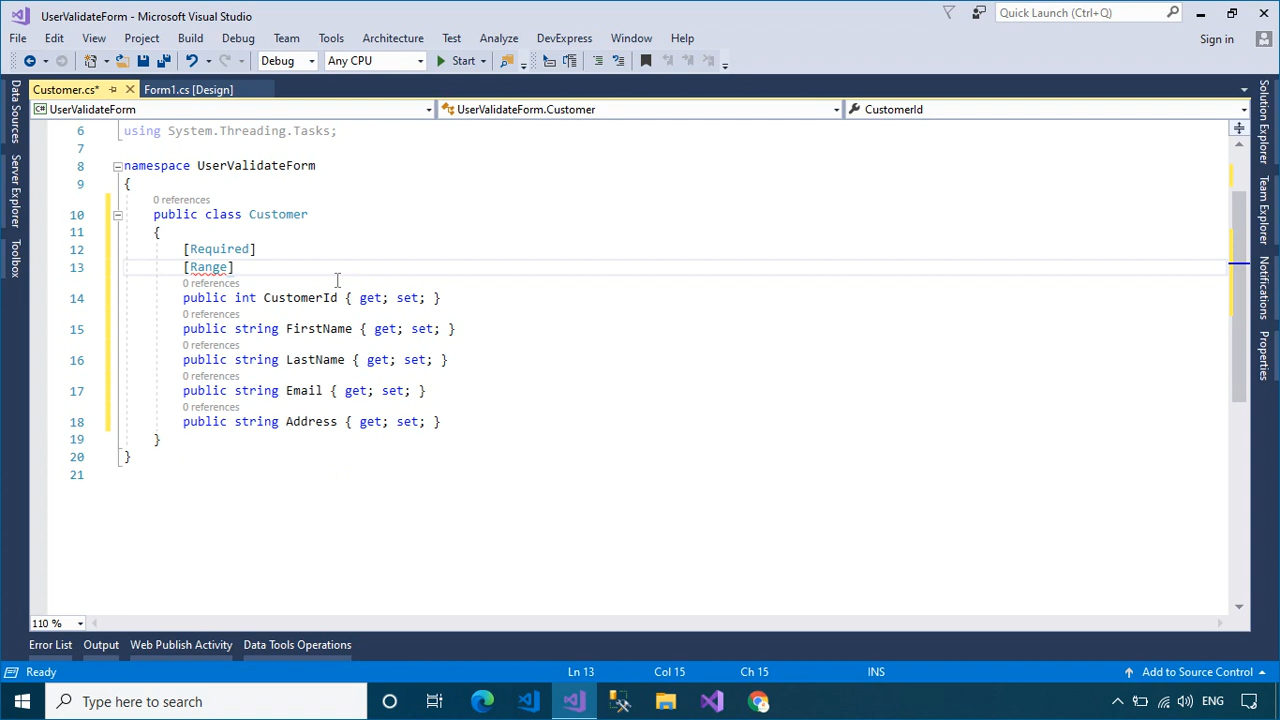 UserValidateForm - Microsoft Visual Studio
Quick Launch (Ctrl+Q)
File Edit View Project Build Debug Team Tools Architecture Test Analyze DevExpress Window Help
Sign in
Debug Any CPU Start
Customer.cs* Form1.cs [Design]
UserValidateForm UserValidateForm.Customer CustomerId
Data Sources
Server Explorer
Toolbox
6 using System.Threading.Tasks;
7
8 namespace UserValidateForm
9 {
0 references
10 public class Customer
11 {
12 [Required]
13 [Range]
0 references
14 public int CustomerId { get; set; }
0 references
15 public string FirstName { get; set; }
0 references
16 public string LastName { get; set; }
0 references
17 public string Email { get; set; }
0 references
18 public string Address { get; set; }
19 }
20 }
21
Solution Explorer
Team Explorer
Notifications
Properties
110 %
Error List Output Web Publish Activity Data Tools Operations
Ready Ln 13 Col 15 Ch 15 INS Add to Source Control
Type here to search
ENG